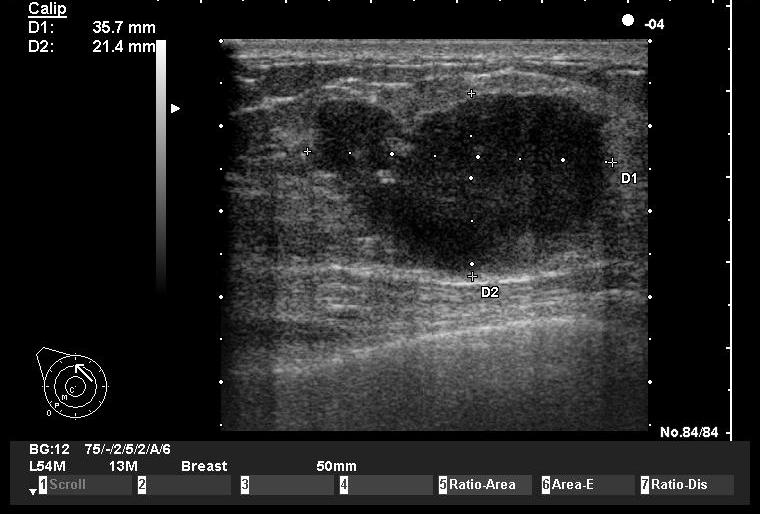 Calip
D1: 35.7 mm
D2: 21.4 mm
-04
D1
D2
C
M
P
O
No.84/84
BG:12 75/-/2/5/2/A/6
L54M 13M Breast 50mm
1 Scroll 2 3 4 5 Ratio-Area 6 Area-E 7 Ratio-Dis